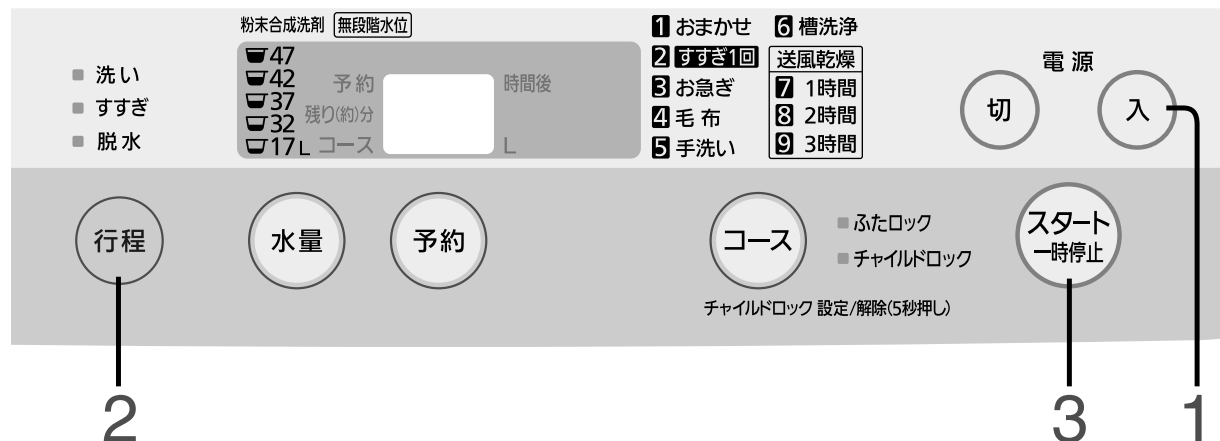 粉末合成洗剤 無段階水位
洗い
すすぎ
脱水
47
42
37
32
17L
予約 時間後
残り(約)分
コース L
1 おまかせ
2 すすぎ1回
3 お急ぎ
4 毛布
5 手洗い
6 槽洗浄
送風乾燥
7 1時間
8 2時間
9 3時間
電源
切 入
行程
水量
予約
コース
ふたロック
チャイルドロック
スタート
一時停止
チャイルドロック 設定/解除(5秒押し)
2 3 1